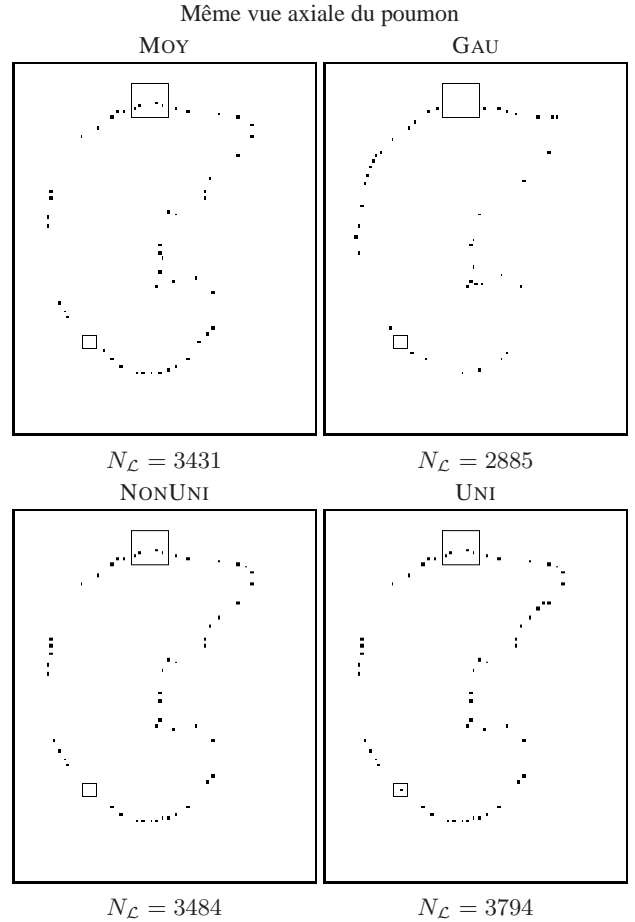 Même vue axiale du poumon
MOY GAU
N_ℒ = 3431 N_ℒ = 2885
NONUNI UNI
N_ℒ = 3484 N_ℒ = 3794